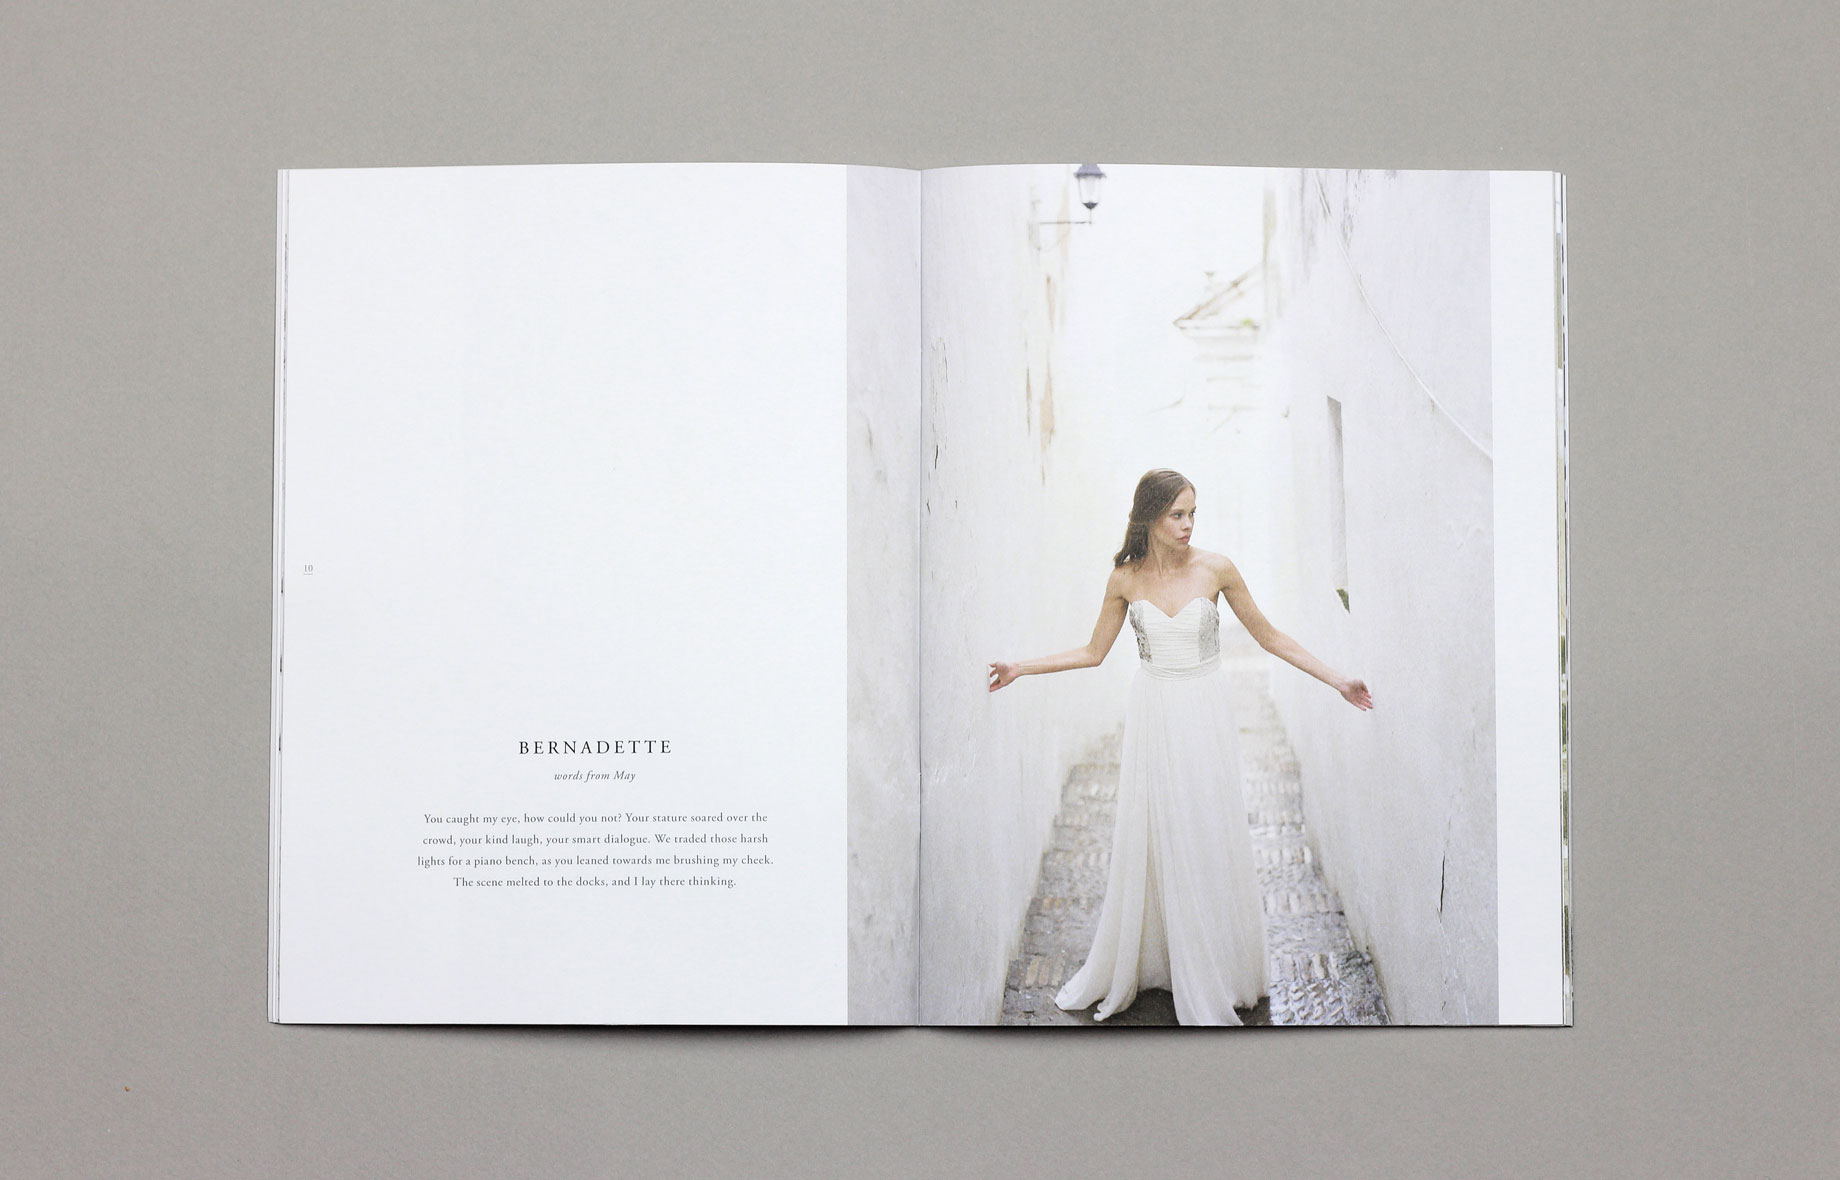 10
BERNADETTE
words from May
You caught my eye, how could you not? Your stature soared over the
crowd, your kind laugh, your smart dialogue. We traded those harsh
lights for a piano bench, as you leaned towards me brushing my cheek.
The scene melted to the docks, and I lay there thinking.